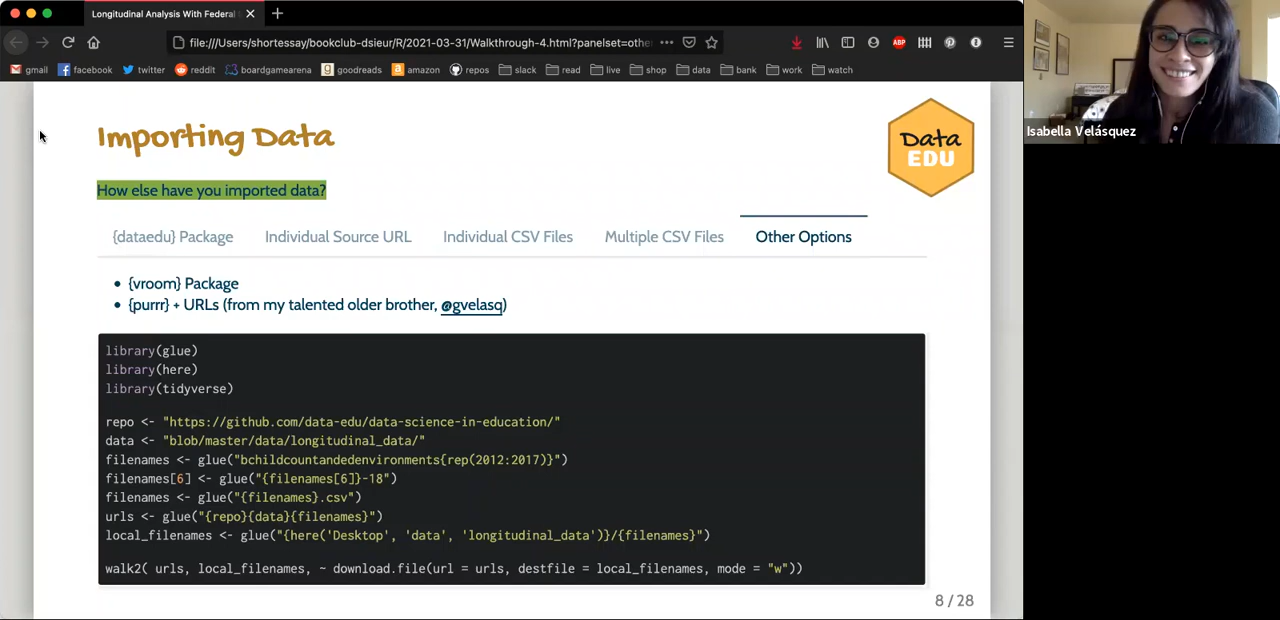 Longitudinal Analysis With Federal
file:///Users/shortessay/bookclub-dsieur/R/2021-03-31/Walkthrough-4.html?panelset=othe
ABP
gmail facebook twitter reddit boardgamearena goodreads amazon repos slack read live shop data bank work watch
Isabella Velásquez
Importing Data
Data
EDU
How else have you imported data?
{dataedu} Package Individual Source URL Individual CSV Files Multiple CSV Files Other Options
• {vroom} Package
• {purrr} + URLs (from my talented older brother, @gvelasq)
library(glue)
library(here)
library(tidyverse)
repo <- "https://github.com/data-edu/data-science-in-education/"
data <- "blob/master/data/longitudinal_data/"
filenames <- glue("bchildcountandedenvironments{rep(2012:2017)}")
filenames[6] <- glue("{filenames[6]}-18")
filenames <- glue("{filenames}.csv")
urls <- glue("{repo}{data}{filenames}")
local_filenames <- glue("{here('Desktop', 'data', 'longitudinal_data')}/{filenames}")
walk2( urls, local_filenames, ~ download.file(url = urls, destfile = local_filenames, mode = "w"))
8 / 28